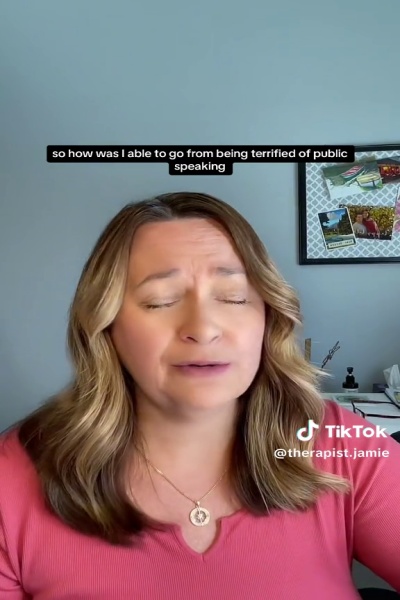 so how was I able to go from being terrified of public
speaking
TikTok
@therapist.jamie